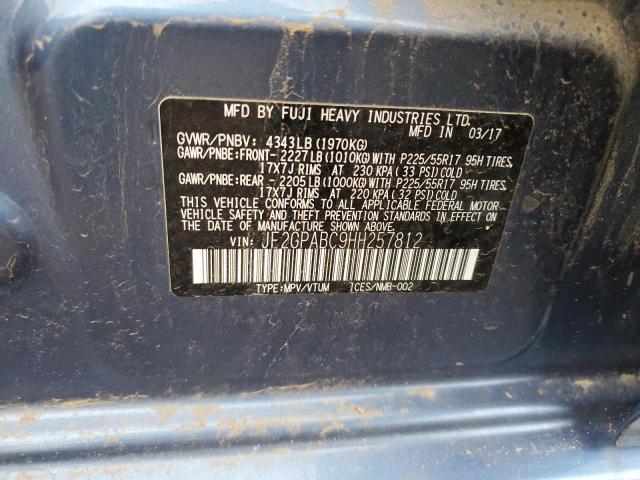 MFD BY FUJI HEAVY INDUSTRIES LTD.
MFD IN 03/17
GVWR/PNBV: 4343LB(1970KG)
GAWR/PNBE:FRONT- 2227LB(1010KG)WITH P225/55R17 95H TIRES,
17X7J RIMS AT 230 KPA(33 PSI)COLD
GAWR/PNBE:REAR - 2205LB(1000KG)WITH P225/55R17 95H TIRES,
17X7J RIMS AT 220 KPA(32 PSI)COLD
THIS VEHICLE CONFORMS TO ALL APPLICABLE FEDERAL MOTOR
VEHICLE SAFETY AND THEFT PREVENTION STANDARDS IN
EFFECT ON THE DATE OF MANUFACTURE SHOWN ABOVE.
VIN: JF2GPABC9HH257812
TYPE:MPV/VTUM ICES/NMB-002